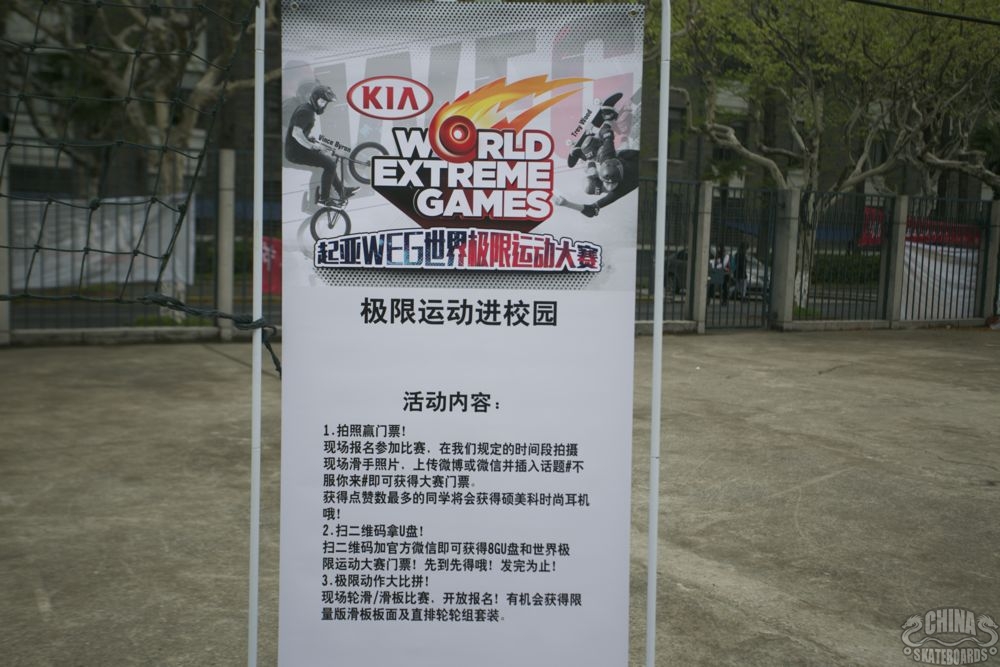 WEG
KIA
Vince Byron
Trey Wood
WORLD
EXTREME
GAMES
起亚WEG世界极限运动大赛
极限运动进校园
活动内容：
1.拍照赢门票！
现场报名参加比赛，在我们规定的时间段拍摄
现场滑手照片，上传微博或微信并插入话题#不
服你来#即可获得大赛门票。
获得点赞数最多的同学将会获得硕美科时尚耳机
哦！
2.扫二维码拿U盘！
扫二维码加官方微信即可获得8GU盘和世界极
限运动大赛门票！先到先得哦！发完为止！
3.极限动作大比拼！
现场轮滑/滑板比赛，开放报名！有机会获得限
量版滑板板面及直排轮轮组套装。
CHINA
SKATEBOARDS